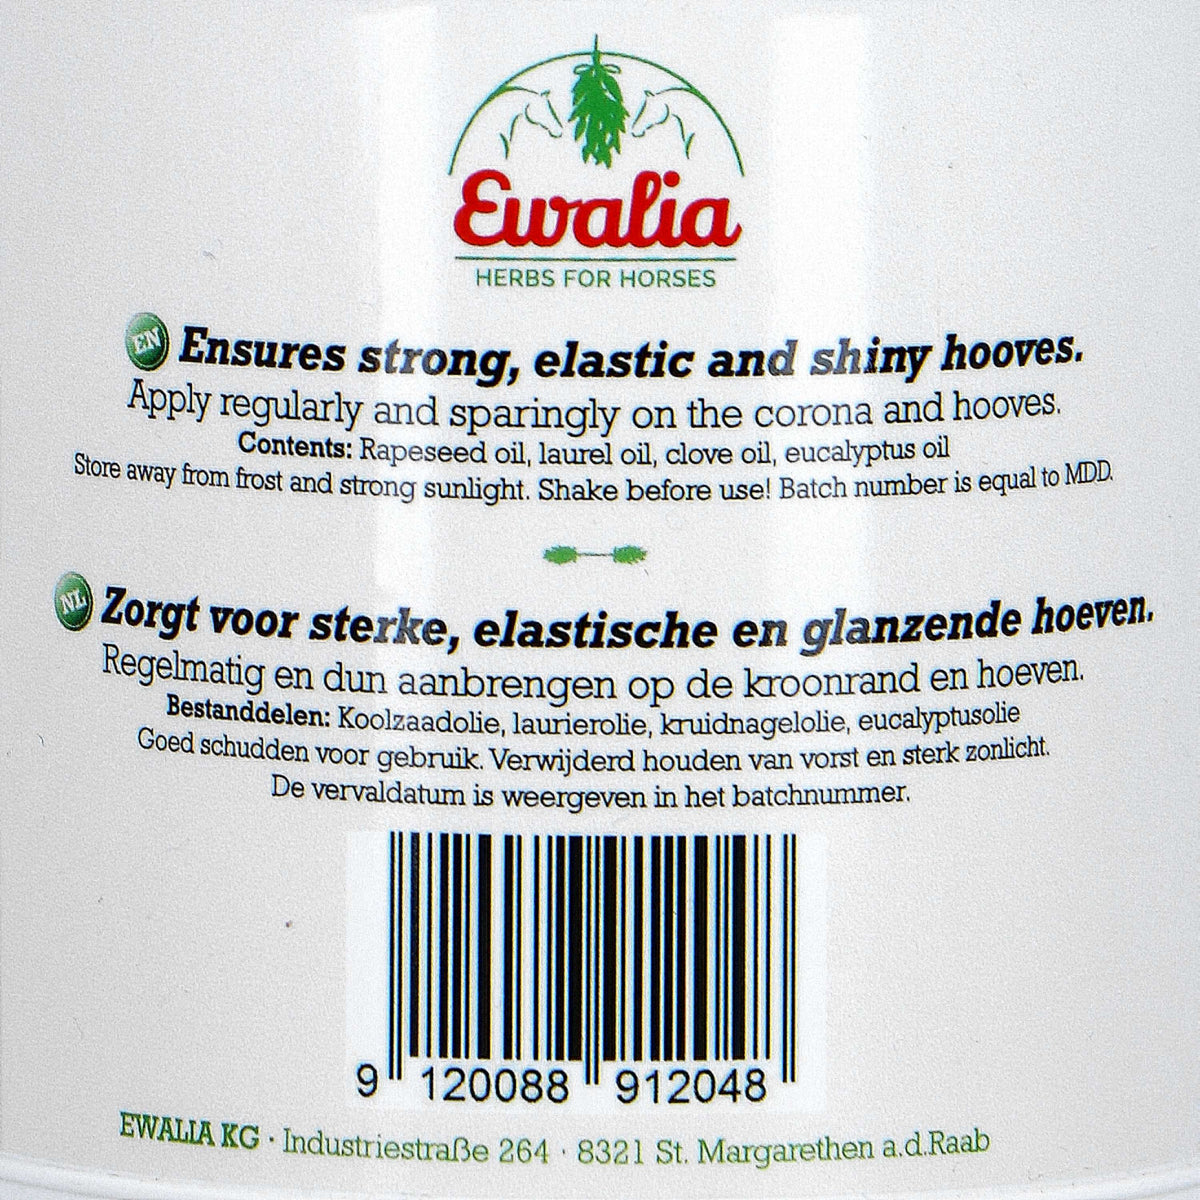 Ewalia
HERBS FOR HORSES
EN Ensures strong, elastic and shiny hooves.
Apply regularly and sparingly on the corona and hooves.
Contents: Rapeseed oil, laurel oil, clove oil, eucalyptus oil
Store away from frost and strong sunlight. Shake before use! Batch number is equal to MDD.
NL Zorgt voor sterke, elastische en glanzende hoeven.
Regelmatig en dun aanbrengen op de kroonrand en hoeven.
Bestanddelen: Koolzaadolie, laurierolie, kruidnagelolie, eucalyptusolie
Goed schudden voor gebruik. Verwijderd houden van vorst en sterk zonlicht.
De vervaldatum is weergeven in het batchnummer.
9 120088 912048
EWALIA KG · Industriestraße 264 · 8321 St. Margarethen a.d.Raab